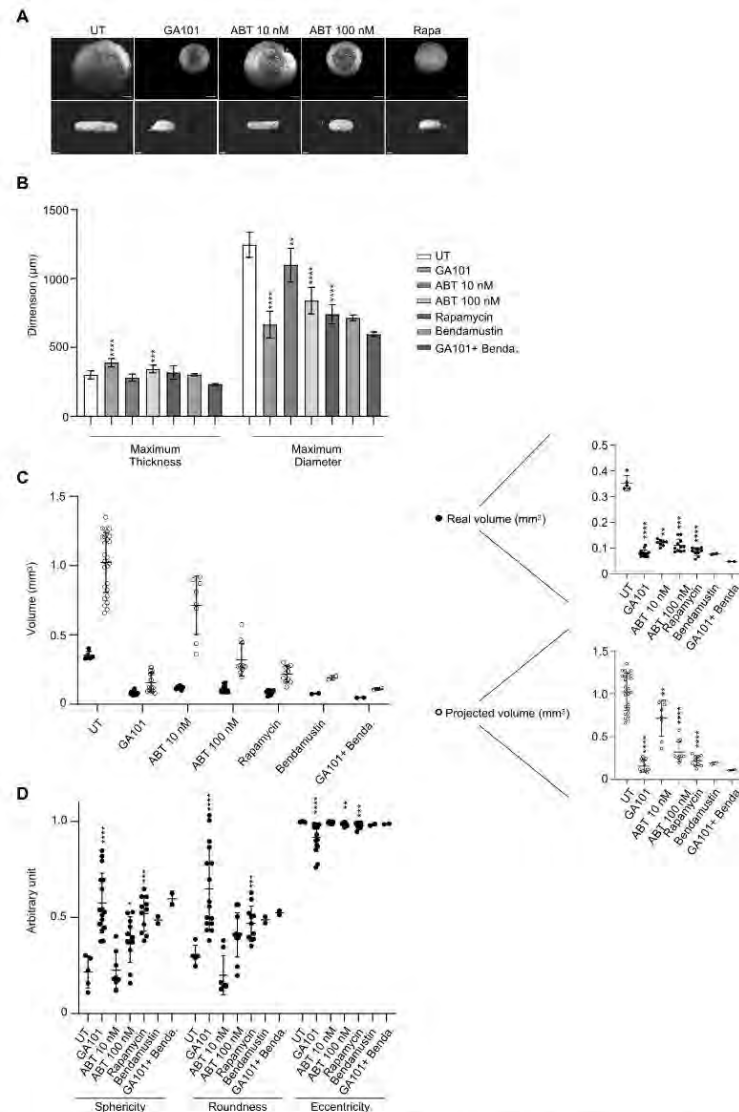 A
UT GA101 ABT 10 nM ABT 100 nM Rapa
B
Dimension (µm)
1500
1000
500
0
Maximum Thickness
Maximum Diameter
UT
GA101
ABT 10 nM
ABT 100 nM
Rapamycin
Bendamustin
GA101+ Benda.
**** **** **** ** **** ****
C
Volume (mm³)
1.5
1.0
0.5
0
UT GA101 ABT 10 nM ABT 100 nM Rapamycin Bendamustin GA101+ Benda.
Real volume (mm³)
0.5
0.4
0.3
0.2
0.1
0
UT GA101 ABT 10 nM ABT 100 nM Rapamycin Bendamustin GA101+ Benda.
Projected volume (mm³)
1.5
1.0
0.5
0
UT GA101 ABT 10 nM ABT 100 nM Rapamycin Bendamustin GA101+ Benda.
D
Arbitrary unit
1.0
0.5
0
UT GA101 ABT 10 nM ABT 100 nM Rapamycin Bendamustin GA101+ Benda.
Sphericity
UT GA101 ABT 10 nM ABT 100 nM Rapamycin Bendamustin GA101+ Benda.
Roundness
UT GA101 ABT 10 nM ABT 100 nM Rapamycin Bendamustin GA101+ Benda.
Eccentricity